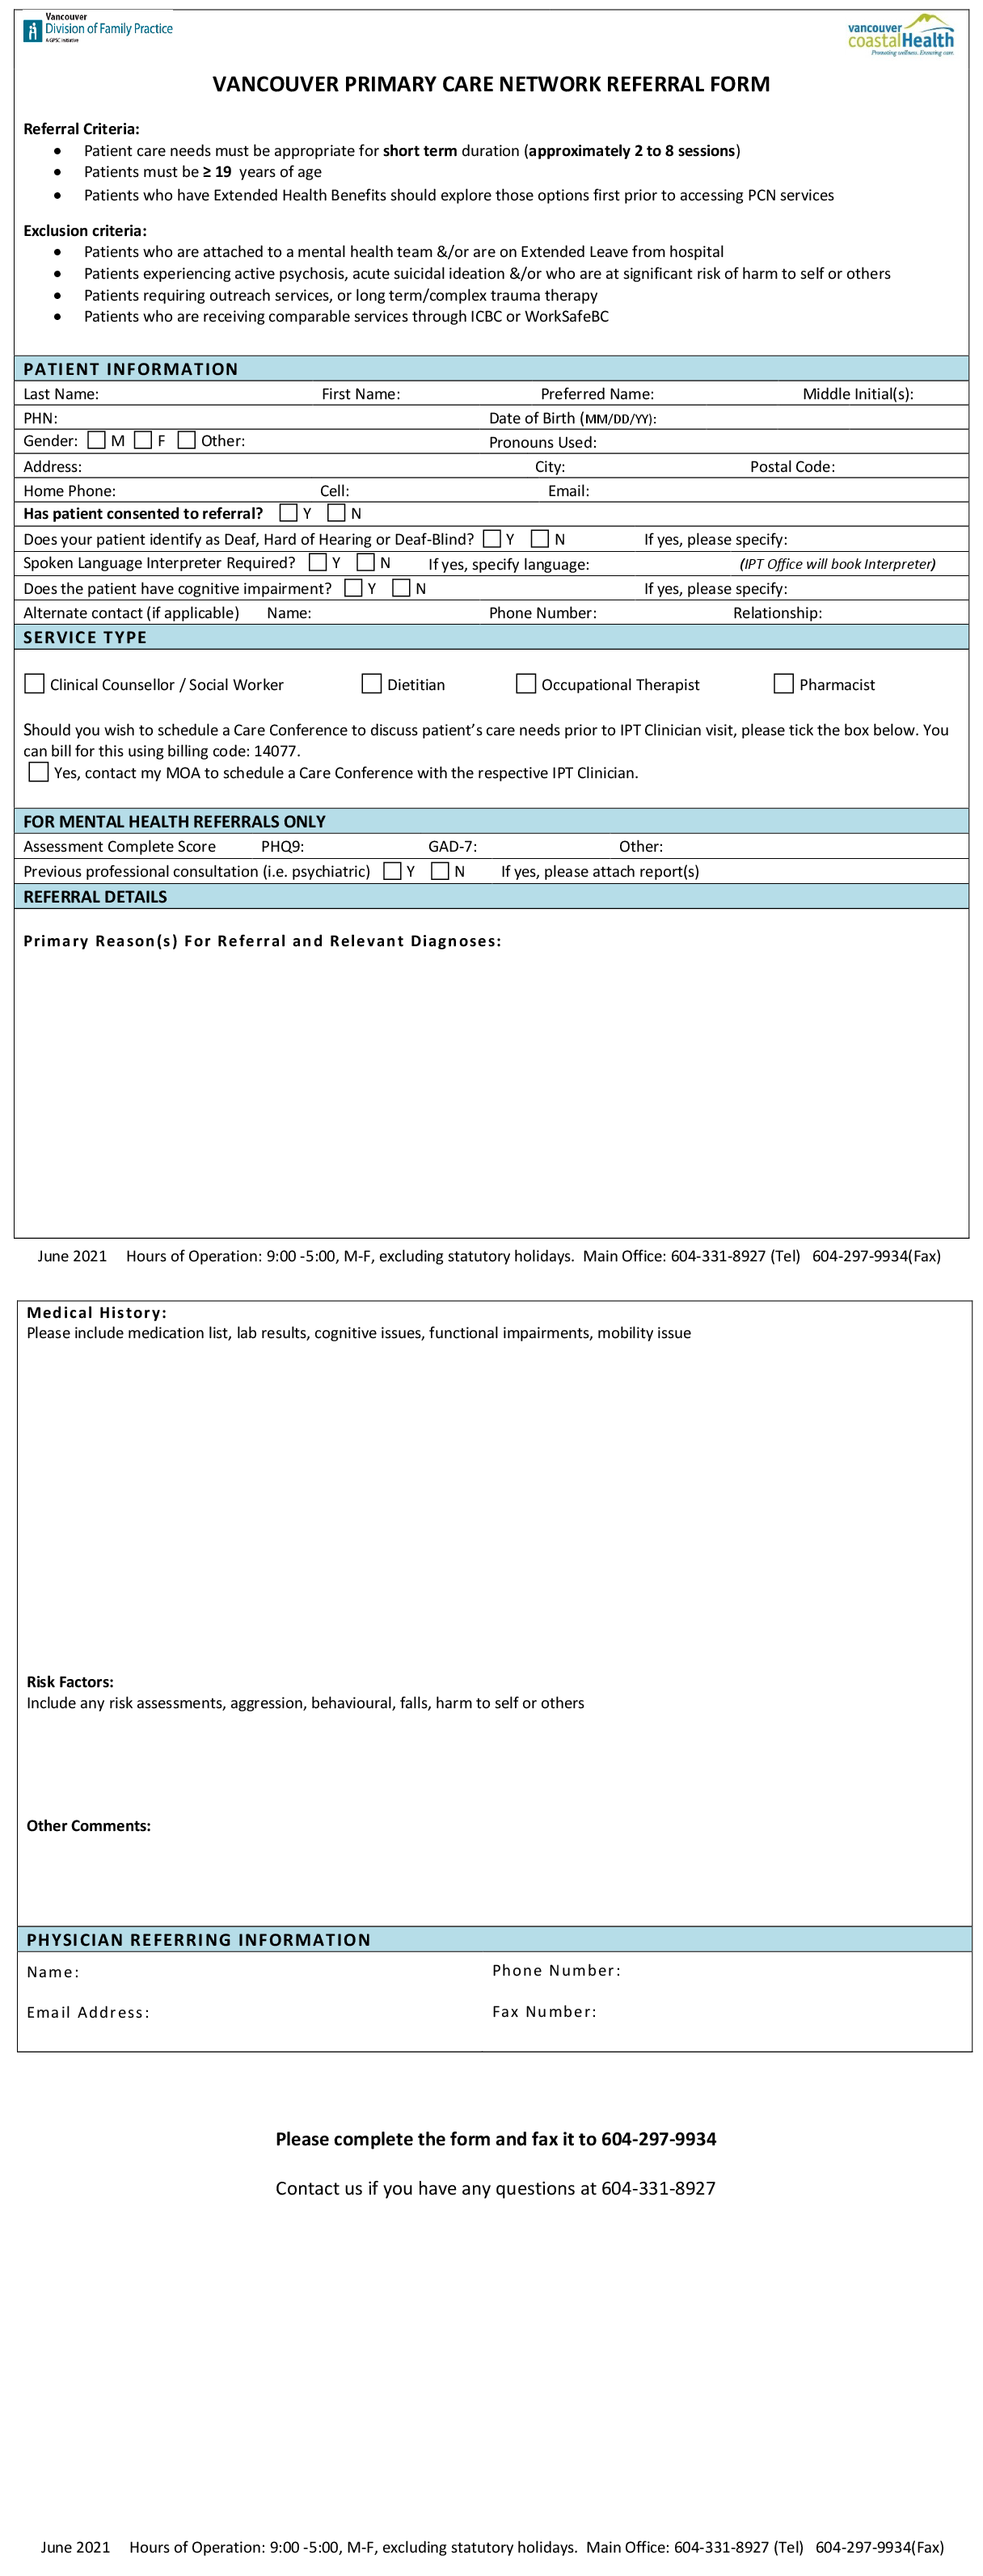 Vancouver
Division of Family Practice
A GPSC initiative
vancouver
coastalHealth
Promoting wellness. Ensuring care.
VANCOUVER PRIMARY CARE NETWORK REFERRAL FORM
Referral Criteria:
• Patient care needs must be appropriate for short term duration (approximately 2 to 8 sessions)
• Patients must be ≥ 19 years of age
• Patients who have Extended Health Benefits should explore those options first prior to accessing PCN services
Exclusion criteria:
• Patients who are attached to a mental health team &/or are on Extended Leave from hospital
• Patients experiencing active psychosis, acute suicidal ideation &/or who are at significant risk of harm to self or others
• Patients requiring outreach services, or long term/complex trauma therapy
• Patients who are receiving comparable services through ICBC or WorkSafeBC
PATIENT INFORMATION
Last Name: First Name: Preferred Name: Middle Initial(s):
PHN: Date of Birth (MM/DD/YY):
Gender: ☐ M ☐ F ☐ Other: Pronouns Used:
Address: City: Postal Code:
Home Phone: Cell: Email:
Has patient consented to referral? ☐ Y ☐ N
Does your patient identify as Deaf, Hard of Hearing or Deaf-Blind? ☐ Y ☐ N If yes, please specify:
Spoken Language Interpreter Required? ☐ Y ☐ N If yes, specify language: (IPT Office will book Interpreter)
Does the patient have cognitive impairment? ☐ Y ☐ N If yes, please specify:
Alternate contact (if applicable) Name: Phone Number: Relationship:
SERVICE TYPE
☐ Clinical Counsellor / Social Worker ☐ Dietitian ☐ Occupational Therapist ☐ Pharmacist
Should you wish to schedule a Care Conference to discuss patient's care needs prior to IPT Clinician visit, please tick the box below. You
can bill for this using billing code: 14077.
☐ Yes, contact my MOA to schedule a Care Conference with the respective IPT Clinician.
FOR MENTAL HEALTH REFERRALS ONLY
Assessment Complete Score PHQ9: GAD-7: Other:
Previous professional consultation (i.e. psychiatric) ☐ Y ☐ N If yes, please attach report(s)
REFERRAL DETAILS
Primary Reason(s) For Referral and Relevant Diagnoses:
June 2021 Hours of Operation: 9:00 -5:00, M-F, excluding statutory holidays. Main Office: 604-331-8927 (Tel) 604-297-9934(Fax)
Medical History:
Please include medication list, lab results, cognitive issues, functional impairments, mobility issue
Risk Factors:
Include any risk assessments, aggression, behavioural, falls, harm to self or others
Other Comments:
PHYSICIAN REFERRING INFORMATION
Name: Phone Number:
Email Address: Fax Number:
Please complete the form and fax it to 604-297-9934
Contact us if you have any questions at 604-331-8927
June 2021 Hours of Operation: 9:00 -5:00, M-F, excluding statutory holidays. Main Office: 604-331-8927 (Tel) 604-297-9934(Fax)